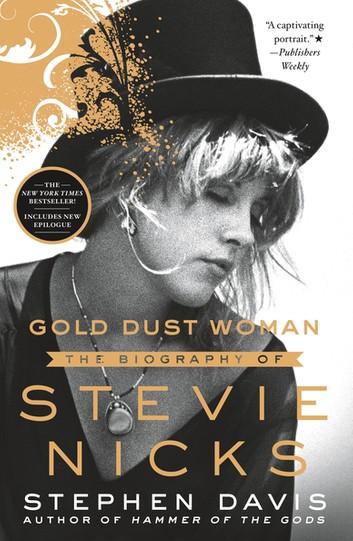 “A captivating
portrait.”★
—Publishers
Weekly
—THE—
NEW YORK TIMES
BESTSELLER!
INCLUDES NEW
EPILOGUE
GOLD DUST WOMAN
THE BIOGRAPHY OF
STEVIE
NICKS
STEPHEN DAVIS
AUTHOR OF HAMMER OF THE GODS